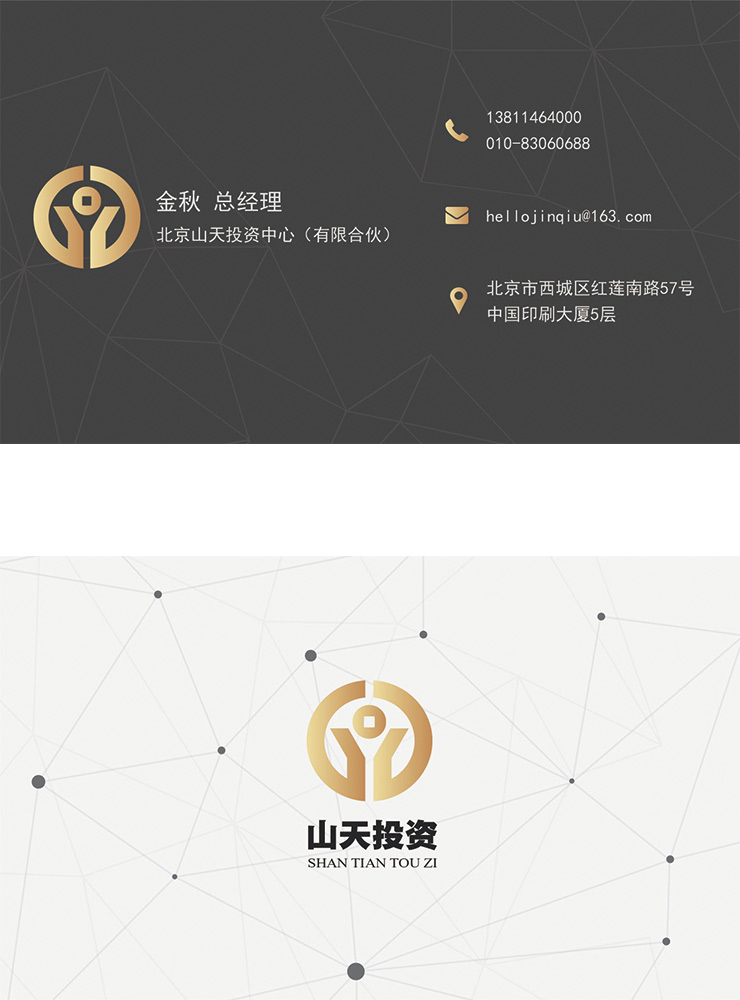 金秋 总经理
北京山天投资中心（有限合伙）
13811464000
010-83060688
hellojinqiu@163.com
北京市西城区红莲南路57号
中国印刷大厦5层
山天投资
SHAN TIAN TOU ZI